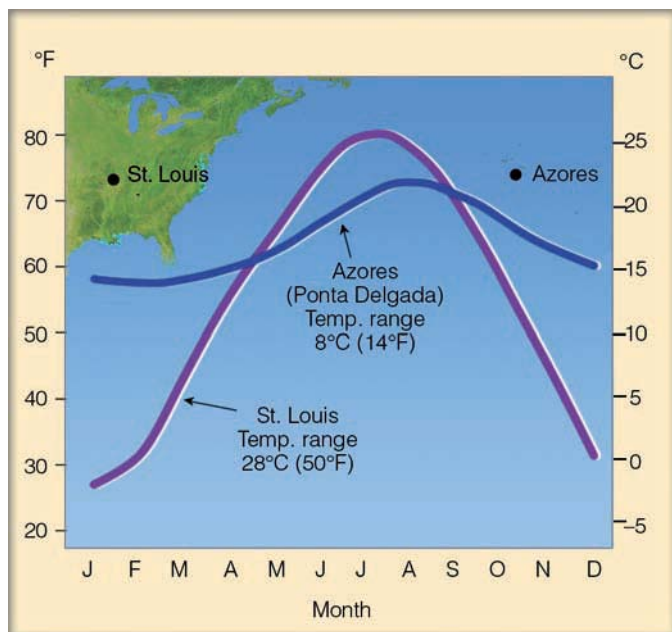 °F
°C
80
70
60
50
40
30
20
25
20
15
10
5
0
–5
St. Louis
Azores
Azores
(Ponta Delgada)
Temp. range
8°C (14°F)
St. Louis
Temp. range
28°C (50°F)
J F M A M J J A S O N D
Month